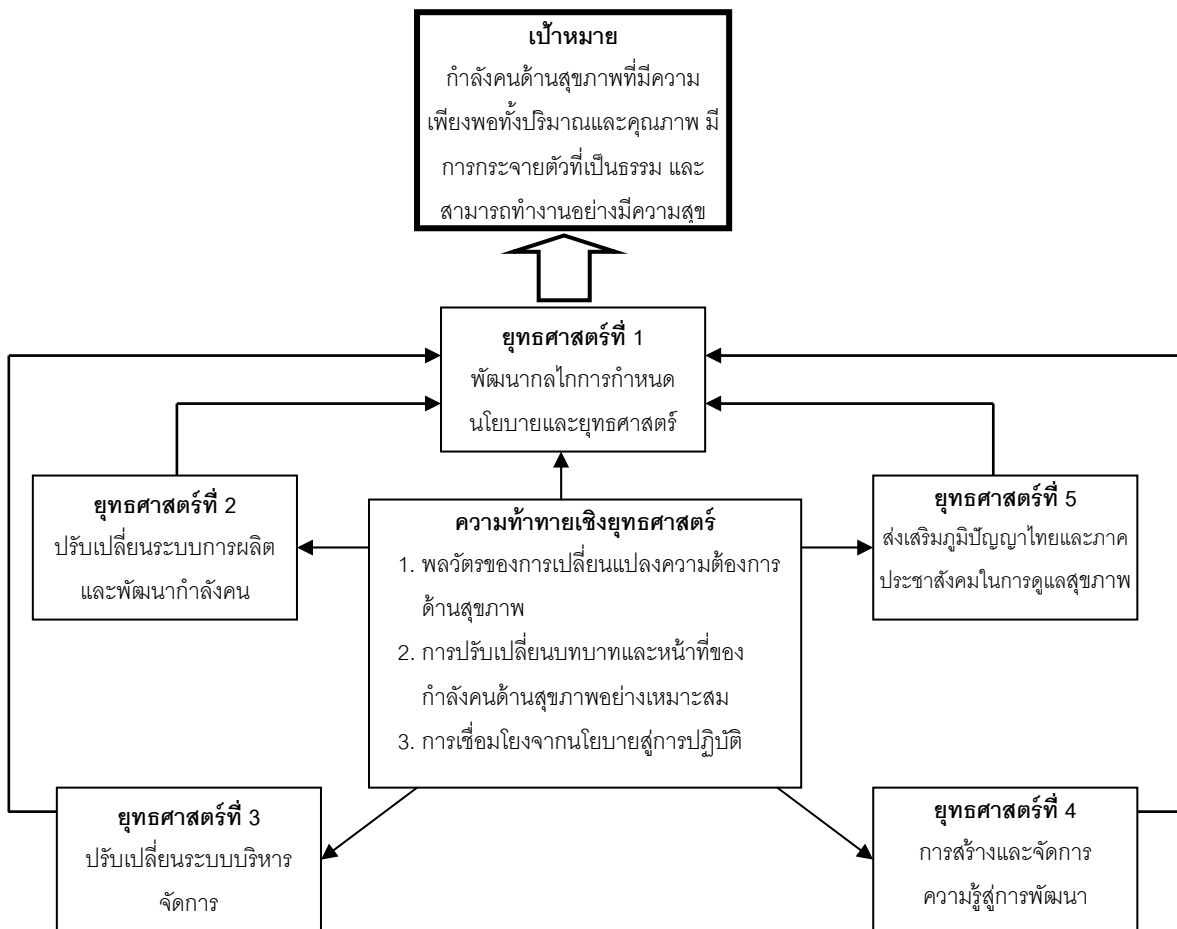 เป้าหมาย
กำลังคนด้านสุขภาพที่มีความ
เพียงพอทั้งปริมาณและคุณภาพ มี
การกระจายตัวที่เป็นธรรม และ
สามารถทำงานอย่างมีความสุข
ยุทธศาสตร์ที่ 1
พัฒนากลไกการกำหนด
นโยบายและยุทธศาสตร์
ยุทธศาสตร์ที่ 2
ปรับเปลี่ยนระบบการผลิต
และพัฒนากำลังคน
ความท้าทายเชิงยุทธศาสตร์
1. พลวัตรของการเปลี่ยนแปลงความต้องการ
ด้านสุขภาพ
2. การปรับเปลี่ยนบทบาทและหน้าที่ของ
กำลังคนด้านสุขภาพอย่างเหมาะสม
3. การเชื่อมโยงจากนโยบายสู่การปฏิบัติ
ยุทธศาสตร์ที่ 5
ส่งเสริมภูมิปัญญาไทยและภาค
ประชาสังคมในการดูแลสุขภาพ
ยุทธศาสตร์ที่ 3
ปรับเปลี่ยนระบบบริหาร
จัดการ
ยุทธศาสตร์ที่ 4
การสร้างและจัดการ
ความรู้สู่การพัฒนา